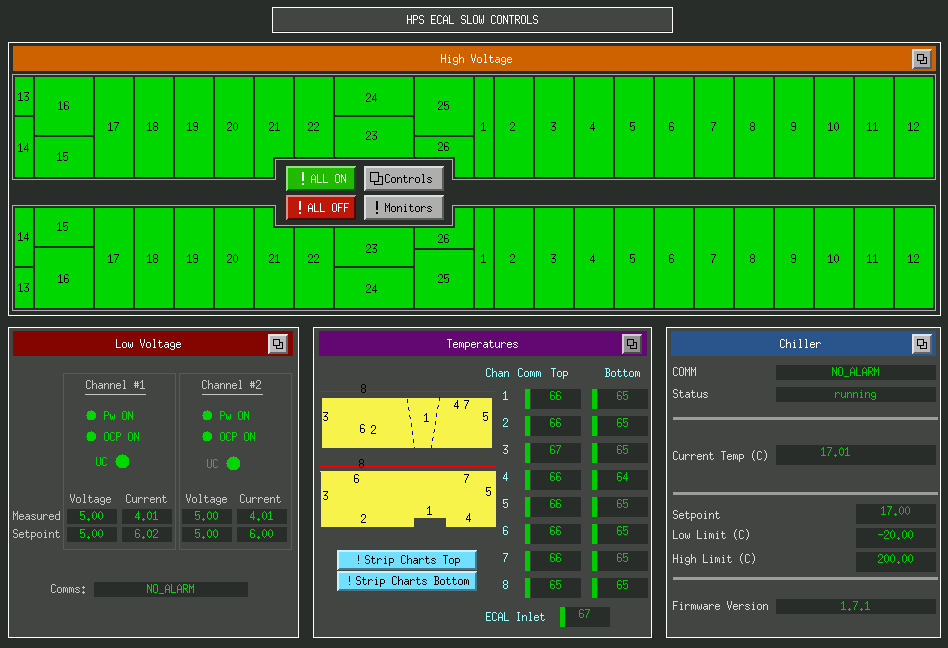 HPS ECAL SLOW CONTROLS
High Voltage
13 16 24 25
14 15 17 18 19 20 21 22 23 26 1 2 3 4 5 6 7 8 9 10 11 12
! ALL ON Controls
! ALL OFF ! Monitors
14 15 23 26
13 16 17 18 19 20 21 22 24 25 1 2 3 4 5 6 7 8 9 10 11 12
Low Voltage
Channel #1 Channel #2
Pw ON Pw ON
OCP ON OCP ON
UC UC
Voltage Current Voltage Current
Measured 5.00 4.01 5.00 4.01
Setpoint 5.00 6.02 5.00 6.00
Comms: NO_ALARM
Temperatures
Chan Comm Top Bottom
1 66 65
2 66 65
3 67 65
4 66 64
5 66 65
6 66 65
7 66 65
8 65 65
8
3 6 2 1 4 7 5
8
6 7
3 5
2 1 4
! Strip Charts Top
! Strip Charts Bottom
ECAL Inlet 67
Chiller
COMM NO_ALARM
Status running
Current Temp (C) 17.01
Setpoint 17.00
Low Limit (C) -20.00
High Limit (C) 200.00
Firmware Version 1.7.1